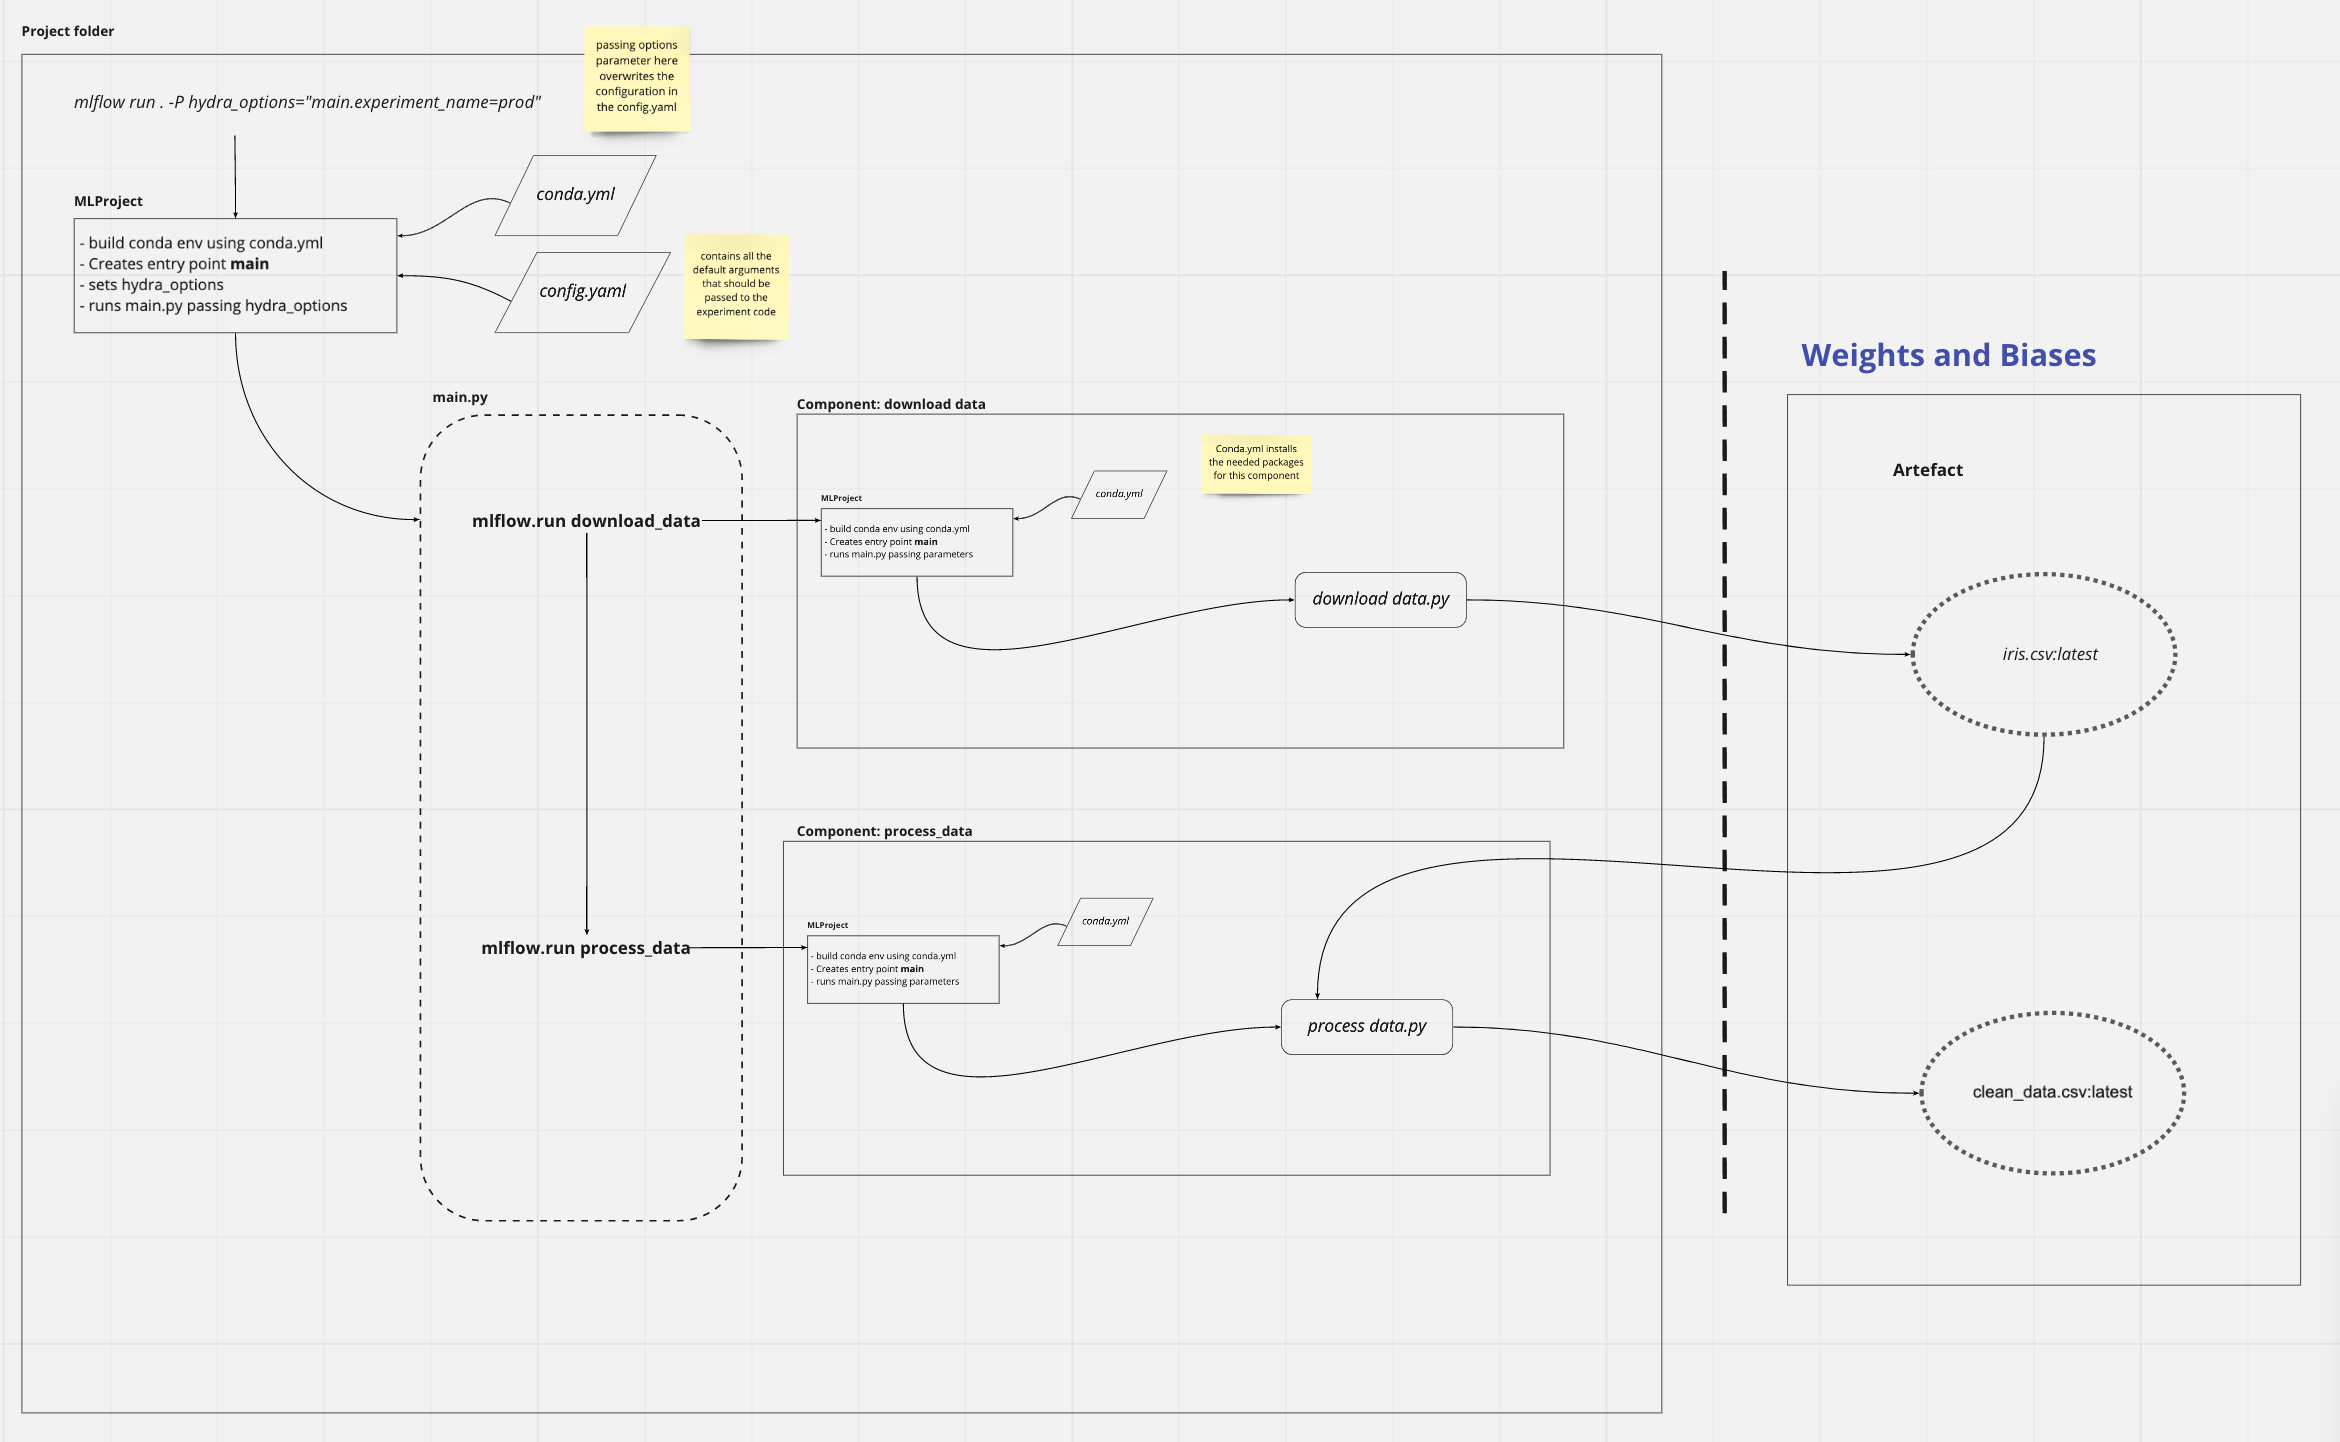 Project folder
passing options
parameter here
overwrites the
configuration in
the config.yaml
mlflow run . -P hydra_options="main.experiment_name=prod"
conda.yml
MLProject
- build conda env using conda.yml
- Creates entry point main
- sets hydra_options
- runs main.py passing hydra_options
config.yaml
contains all the
default arguments
that should be
passed to the
experiment code
Weights and Biases
main.py
Component: download data
Conda.yml installs
the needed packages
for this component
Artefact
conda.yml
MLProject
mlflow.run download_data
- build conda env using conda.yml
- Creates entry point main
- runs main.py passing parameters
download data.py
iris.csv:latest
Component: process_data
conda.yml
MLProject
mlflow.run process_data
- build conda env using conda.yml
- Creates entry point main
- runs main.py passing parameters
process data.py
clean_data.csv:latest